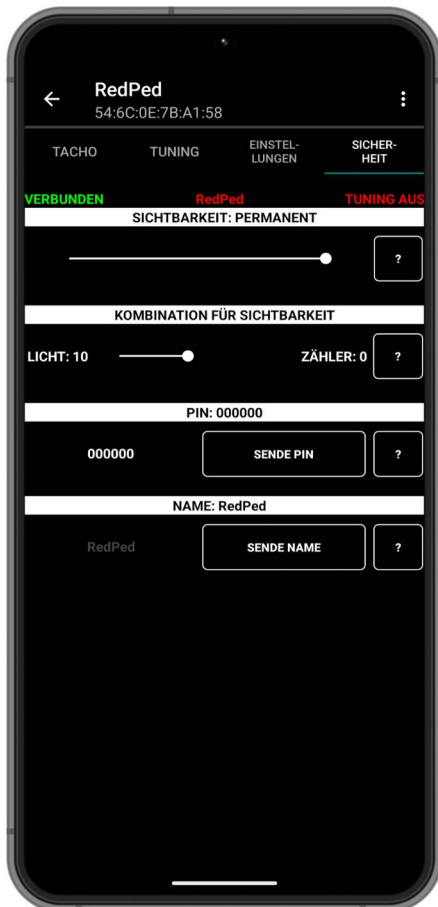 RedPed
54:6C:0E:7B:A1:58
TACHO TUNING EINSTEL-LUNGEN SICHER-HEIT
VERBUNDEN RedPed TUNING AUS
SICHTBARKEIT: PERMANENT
?
KOMBINATION FÜR SICHTBARKEIT
LICHT: 10 ZÄHLER: 0 ?
PIN: 000000
000000 SENDE PIN ?
NAME: RedPed
RedPed SENDE NAME ?